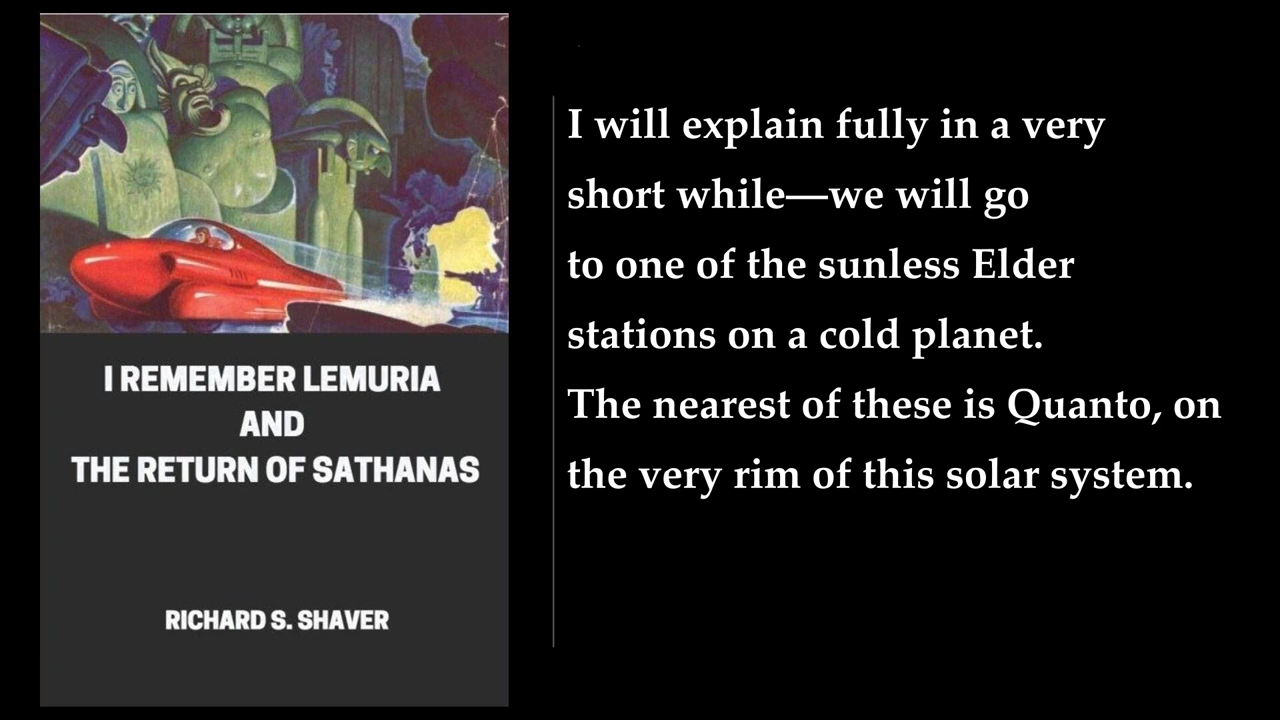 I REMEMBER LEMURIA
AND
THE RETURN OF SATHANAS
RICHARD S. SHAVER
I will explain fully in a very
short while—we will go
to one of the sunless Elder
stations on a cold planet.
The nearest of these is Quanto, on
the very rim of this solar system.